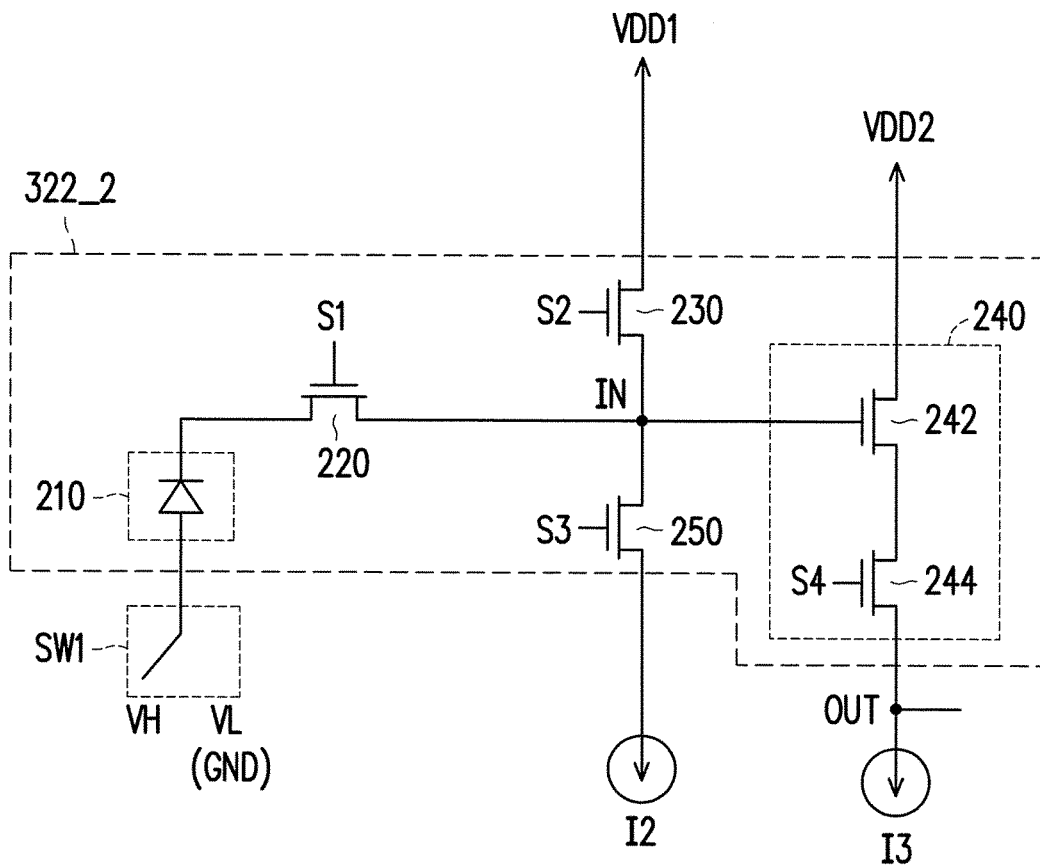 VDD1
VDD2
322_2
S1
S2
230
240
IN
242
220
210
S3
250
S4
244
SW1
VH
VL
(GND)
OUT
I2
I3